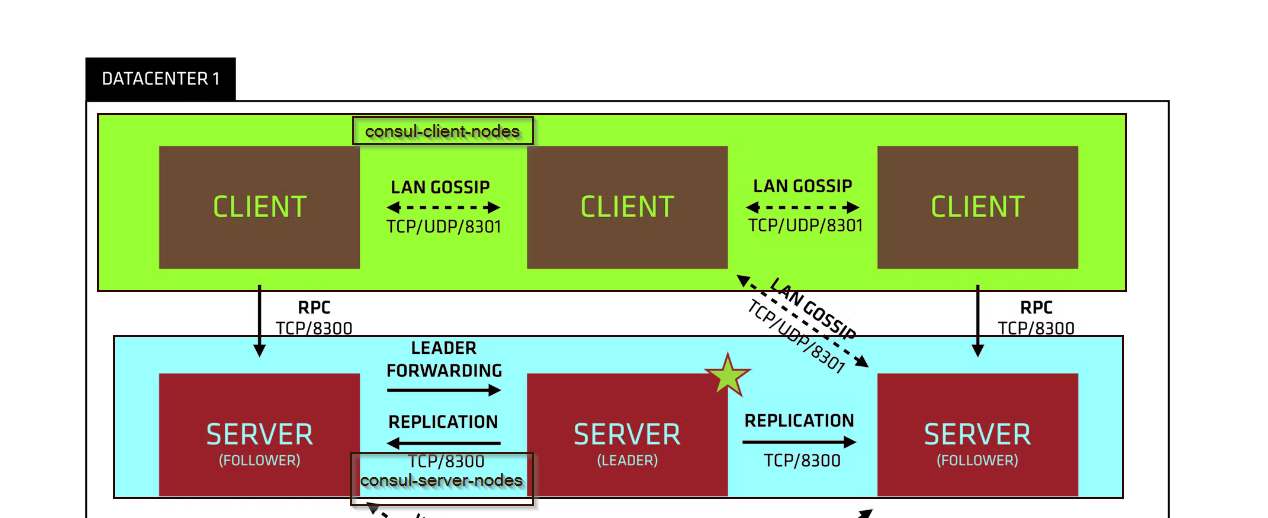 DATACENTER 1
consul-client-nodes
CLIENT
LAN GOSSIP
TCP/UDP/8301
CLIENT
LAN GOSSIP
TCP/UDP/8301
CLIENT
RPC
TCP/8300
LAN GOSSIP
TCP/UDP/8301
RPC
TCP/8300
LEADER
FORWARDING
SERVER
(FOLLOWER)
REPLICATION
TCP/8300
consul-server-nodes
SERVER
(LEADER)
REPLICATION
TCP/8300
SERVER
(FOLLOWER)